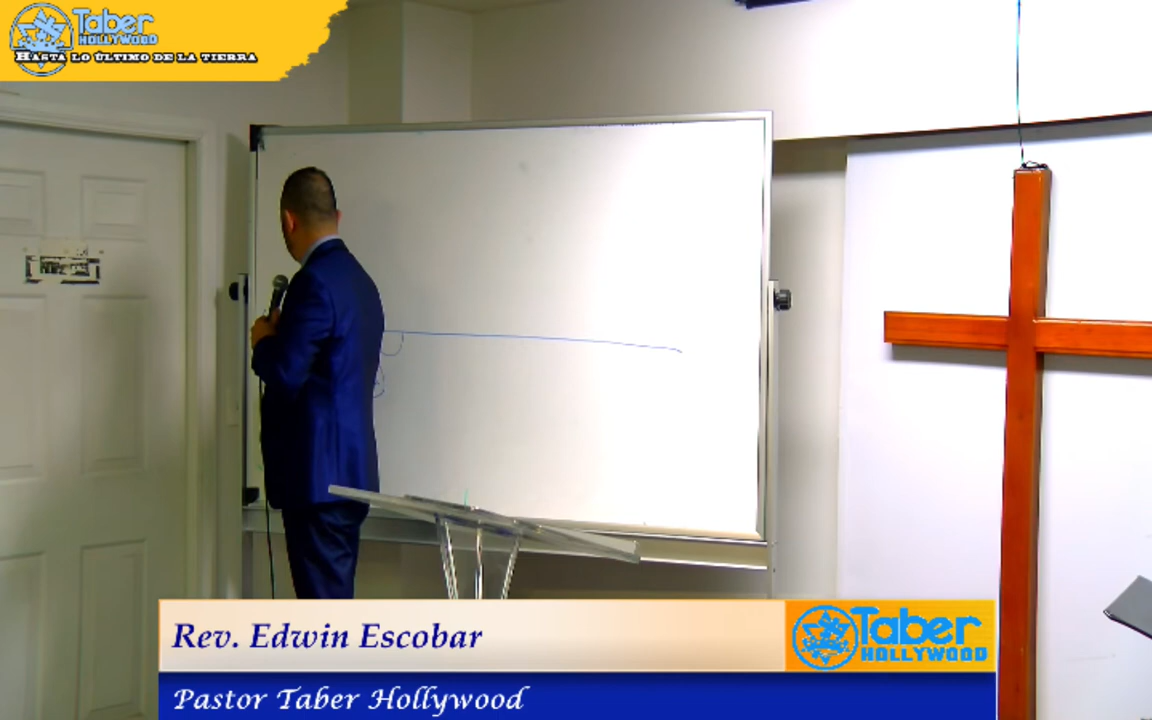 Taber
HOLLYWOOD
HASTA LO ÚLTIMO DE LA TIERRA
Rev. Edwin Escobar
Taber
HOLLYWOOD
Pastor Taber Hollywood